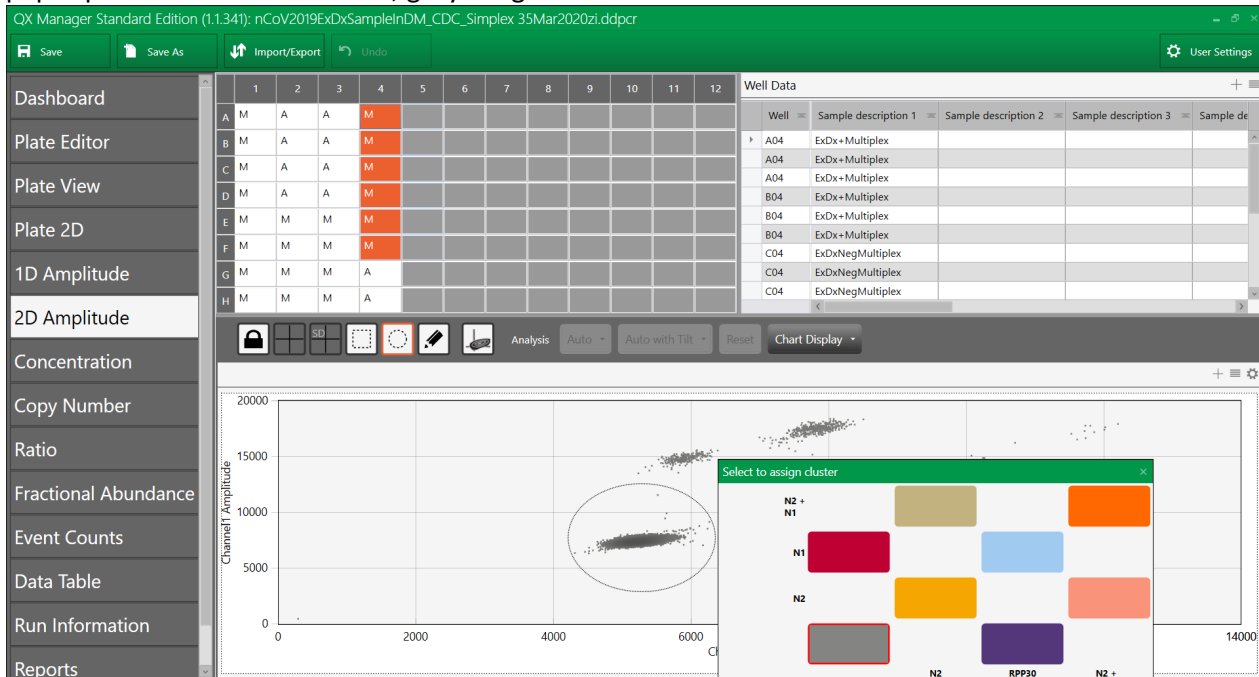 QX Manager Standard Edition (1.1.341): nCoV2019ExDxSampleInDM_CDC_Simplex 35Mar2020zi.ddpcr
Save
Save As
Import/Export
Undo
User Settings
Dashboard
Plate Editor
Plate View
Plate 2D
1D Amplitude
2D Amplitude
Concentration
Copy Number
Ratio
Fractional Abundance
Event Counts
Data Table
Run Information
Reports
1 2 3 4 5 6 7 8 9 10 11 12
A M A A M
B M A A M
C M A A M
D M A A M
E M M M M
F M M M M
G M M M A
H M M M A
Well Data
Well Sample description 1 Sample description 2 Sample description 3 Sample de
A04 ExDx+Multiplex
A04 ExDx+Multiplex
A04 ExDx+Multiplex
B04 ExDx+Multiplex
B04 ExDx+Multiplex
B04 ExDx+Multiplex
C04 ExDxNegMultiplex
C04 ExDxNegMultiplex
C04 ExDxNegMultiplex
SD
Analysis
Auto
Auto with Tilt
Reset
Chart Display
Channel1 Amplitude
20000
15000
10000
5000
0
0 2000 4000 6000 14000
Ch
Select to assign cluster
N2 +
N1
N1
N2
N2 RPP30 N2 +